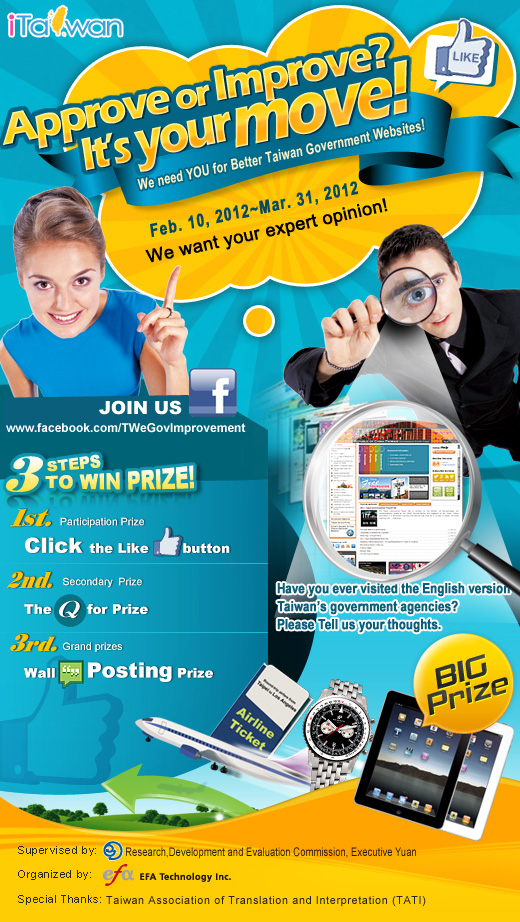 iTaiwan
LIKE
Approve or Improve?
It's your move!
We need YOU for Better Taiwan Government Websites!
Feb. 10, 2012~Mar. 31, 2012
We want your expert opinion!
JOIN US
www.facebook.com/TWeGovImprovement
3 STEPS
TO WIN PRIZE!
1st. Participation Prize
Click the Like button
2nd. Secondary Prize
The Q for Prize
3rd. Grand prizes
Wall Posting Prize
Have you ever visited the English version
Taiwan's government agencies?
Please Tell us your thoughts.
BIG
Prize
Taipei to Los Angeles
Airline
Ticket
Supervised by: Research,Development and Evaluation Commission, Executive Yuan
Organized by: efa EFA Technology Inc.
Special Thanks: Taiwan Association of Translation and Interpretation (TATI)